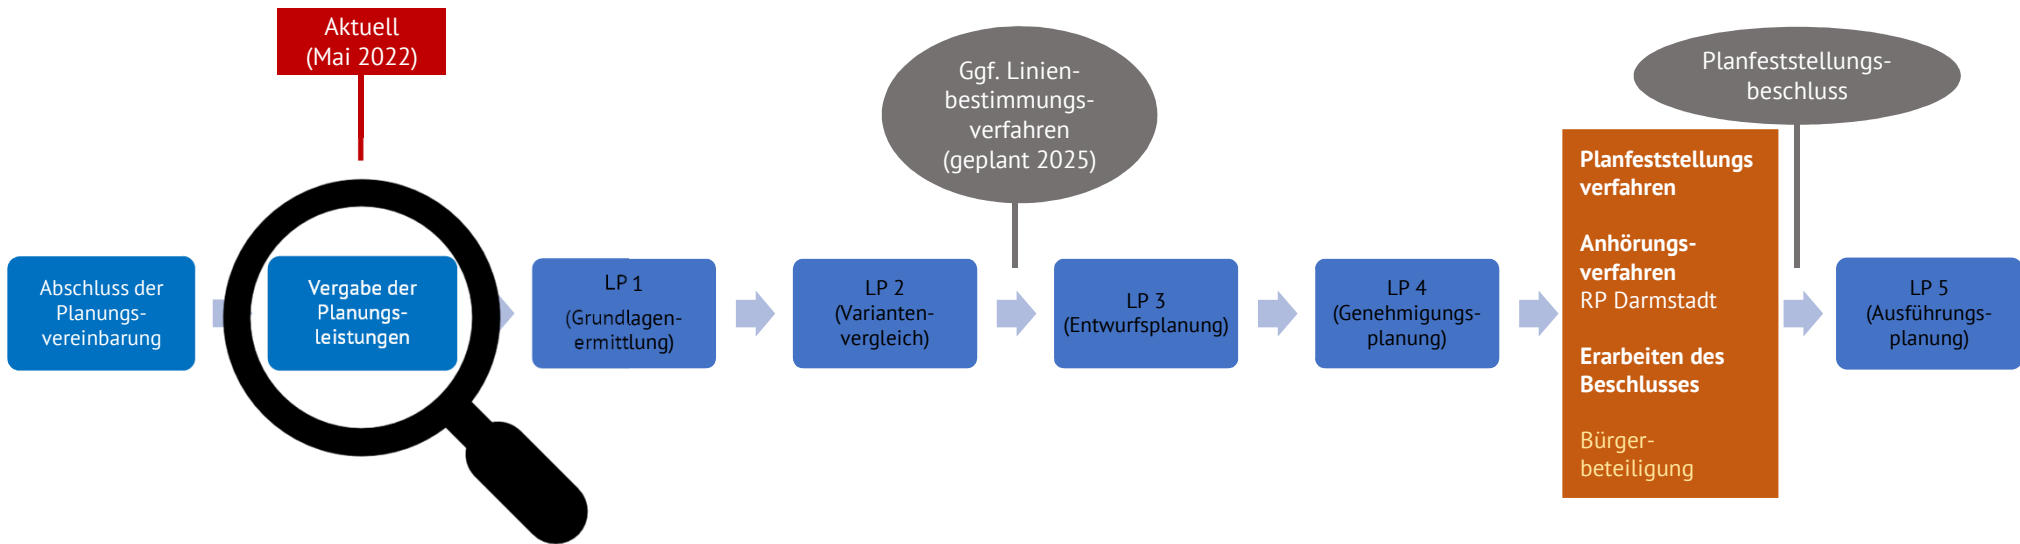 Aktuell
(Mai 2022)
Ggf. Linien-
bestimmungs-
verfahren
(geplant 2025)
Planfeststellungs-
beschluss
Abschluss der
Planungs-
vereinbarung
Vergabe der
Planungs-
leistungen
LP 1
(Grundlagen-
ermittlung)
LP 2
(Varianten-
vergleich)
LP 3
(Entwurfsplanung)
LP 4
(Genehmigungs-
planung)
Planfeststellungs
verfahren
Anhörungs-
verfahren
RP Darmstadt
Erarbeiten des
Beschlusses
Bürger-
beteiligung
LP 5
(Ausführungs-
planung)